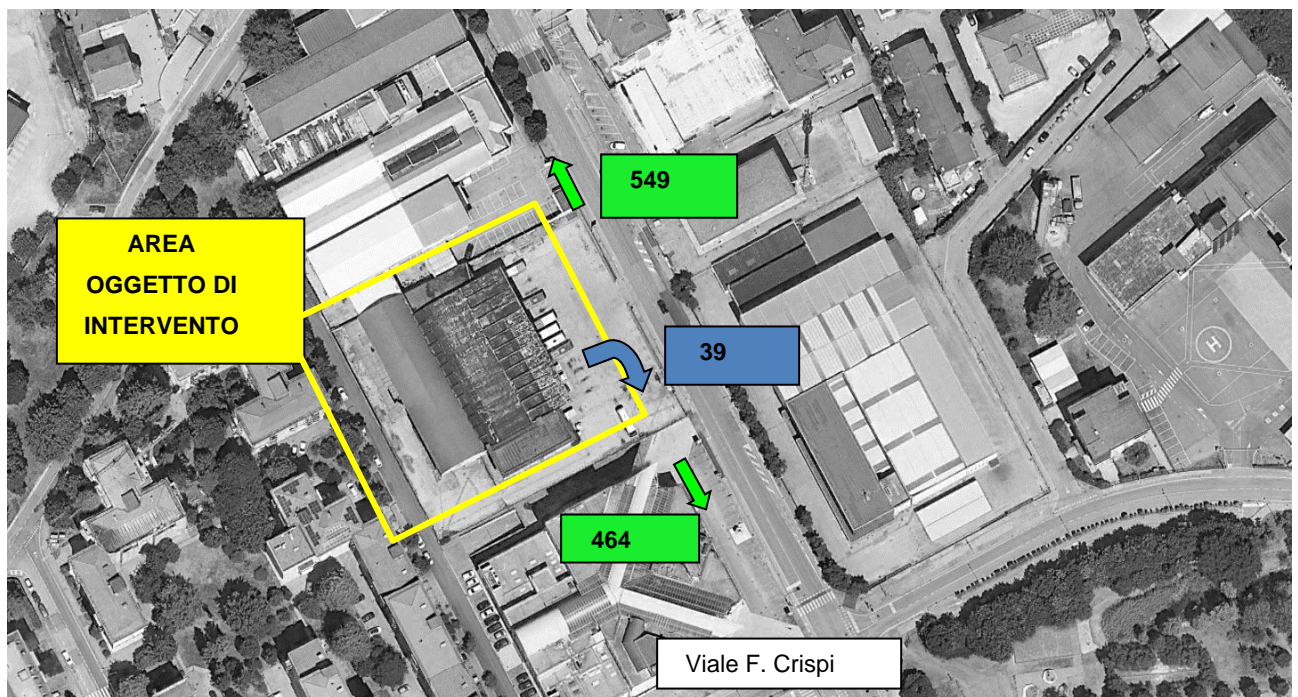 549
AREA
OGGETTO DI
INTERVENTO
39
464
Viale F. Crispi
H